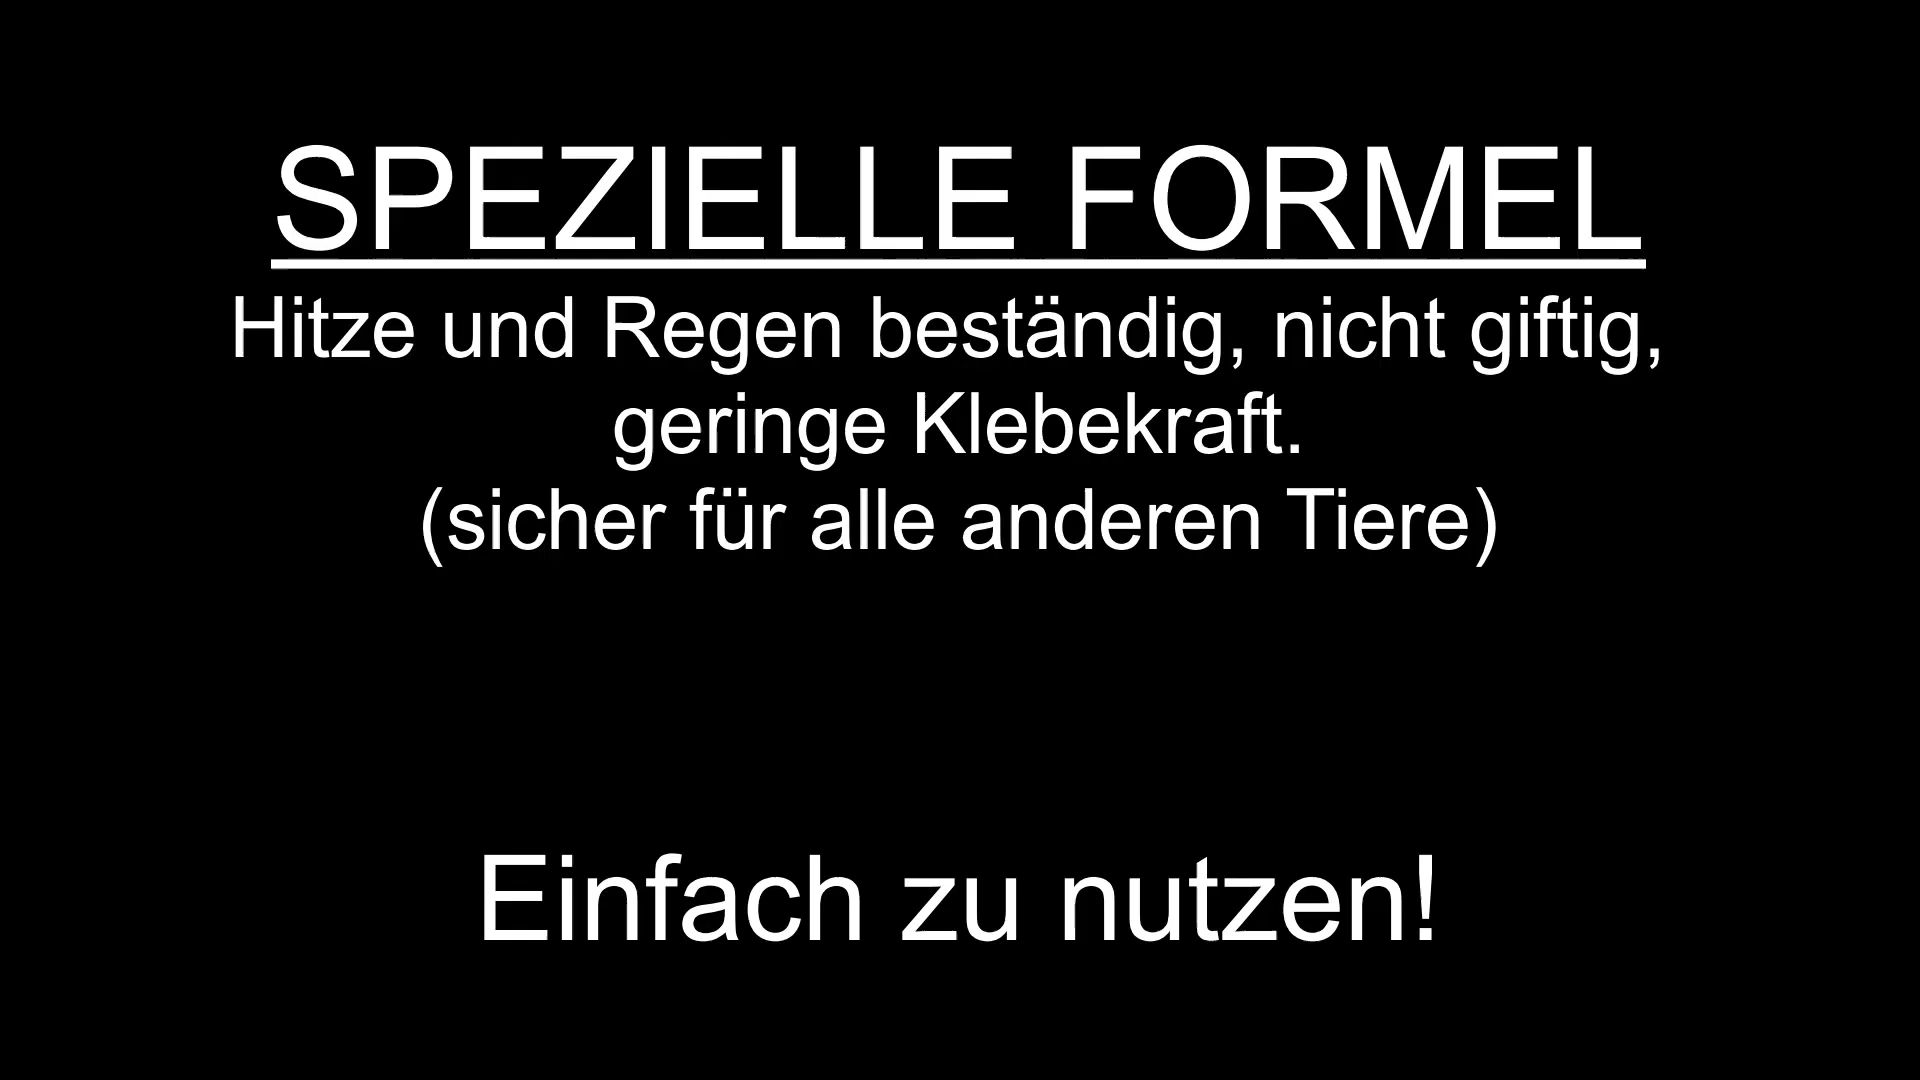 SPEZIELLE FORMEL
Hitze und Regen beständig, nicht giftig,
geringe Klebekraft.
(sicher für alle anderen Tiere)
Einfach zu nutzen!